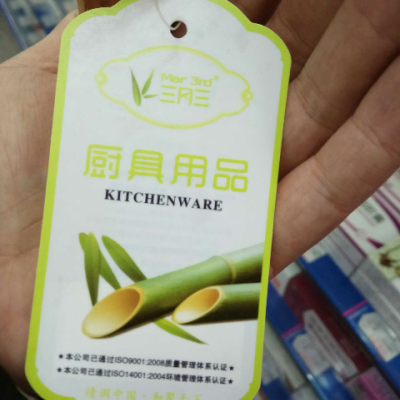 Mar 3rd®
三月三
厨具用品
KITCHENWARE
★本公司已通过ISO9001:2008质量管理体系认证★
★本公司已通过ISO14001:2004环境管理体系认证★